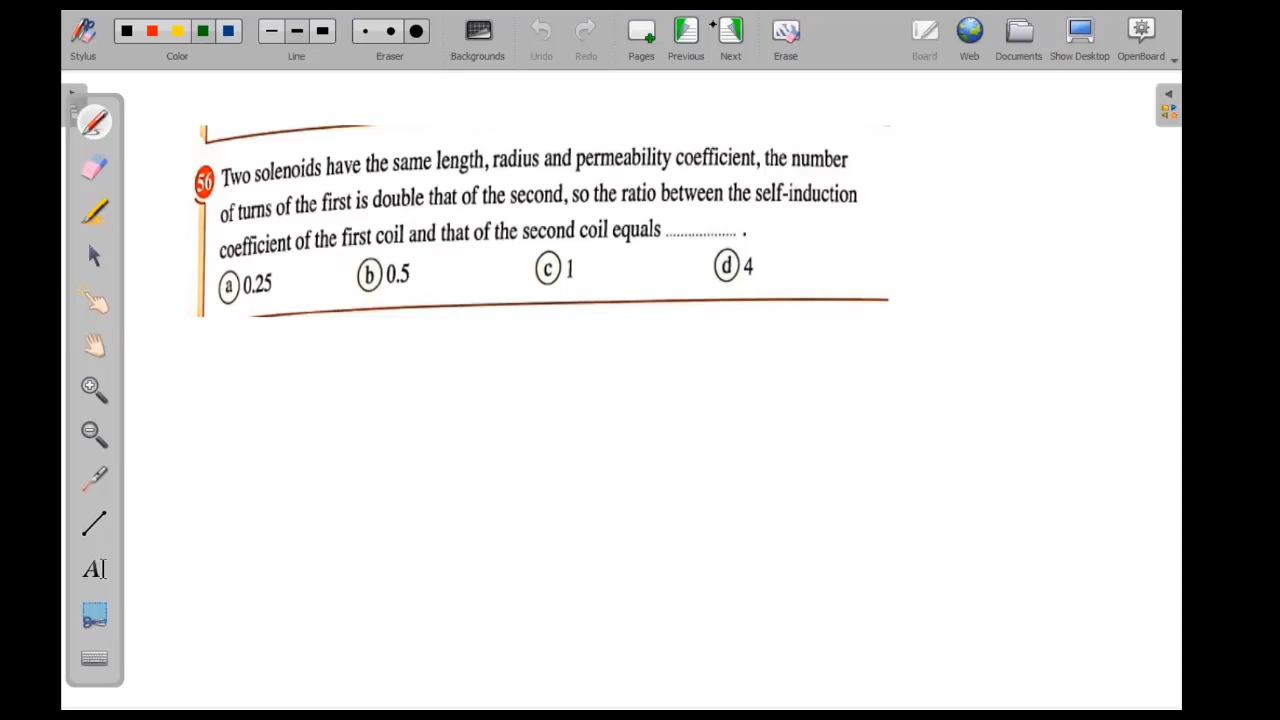 Stylus
Color
Line
Eraser
Backgrounds
Undo
Redo
Pages
Previous
Next
Erase
Board
Web
Documents
Show Desktop
OpenBoard
56 Two solenoids have the same length, radius and permeability coefficient, the number
of turns of the first is double that of the second, so the ratio between the self-induction
coefficient of the first coil and that of the second coil equals .................. .
a 0.25 b 0.5 c 1 d 4
A